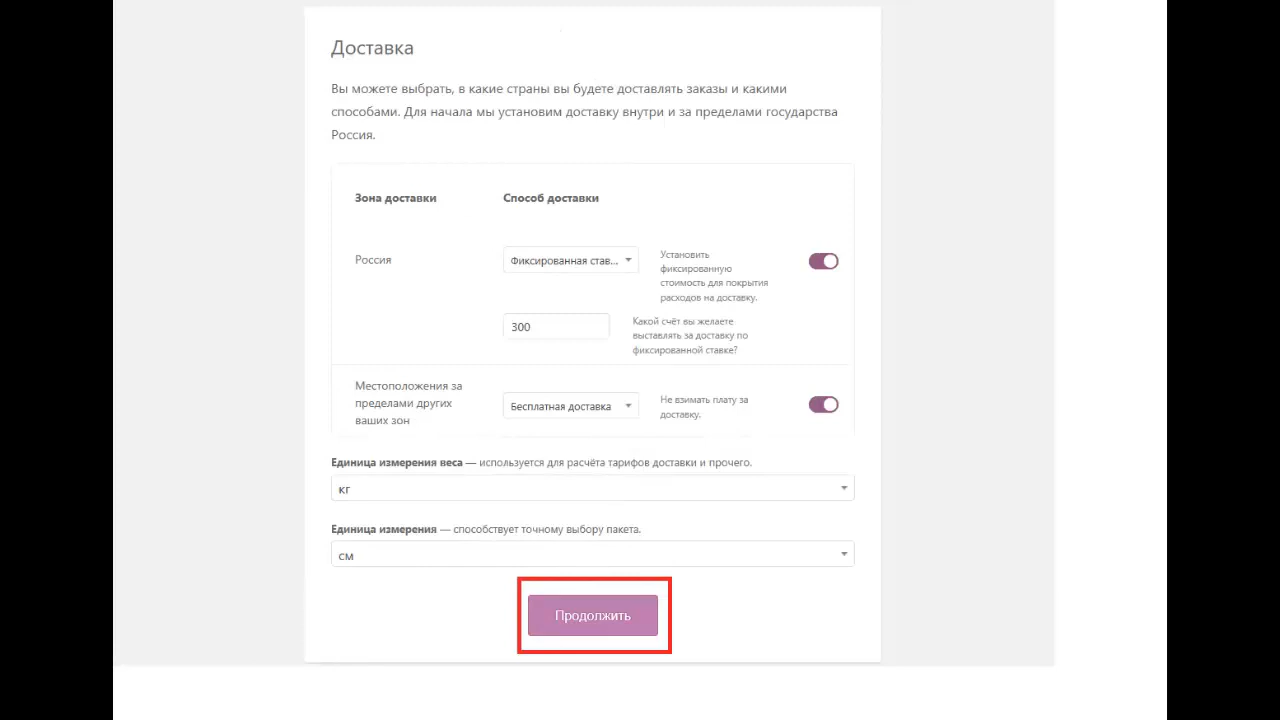 Доставка
Вы можете выбрать, в какие страны вы будете доставлять заказы и какими
способами. Для начала мы установим доставку внутри и за пределами государства
Россия.
Зона доставки
Способ доставки
Россия
Фиксированная став...
Установить
фиксированную
стоимость для покрытия
расходов на доставку.
300
Какой счёт вы желаете
выставлять за доставку по
фиксированной ставке?
Местоположения за
пределами других
ваших зон
Бесплатная доставка
Не взимать плату за
доставку.
Единица измерения веса — используется для расчёта тарифов доставки и прочего.
кг
Единица измерения — способствует точному выбору пакета.
см
Продолжить